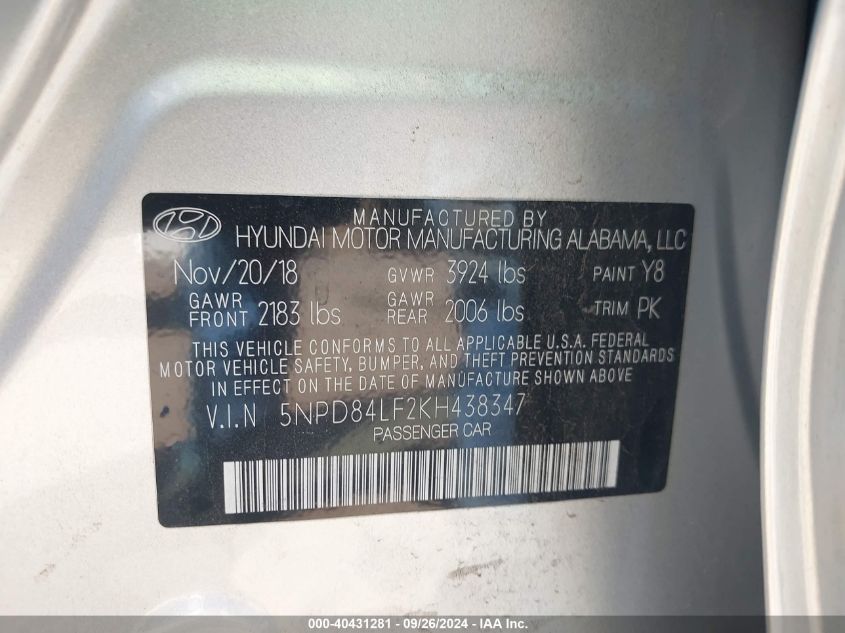 MANUFACTURED BY
HYUNDAI MOTOR MANUFACTURING ALABAMA, LLC
Nov/20/18 GVWR 3924 lbs PAINT Y8
GAWR FRONT 2183 lbs GAWR REAR 2006 lbs TRIM PK
THIS VEHICLE CONFORMS TO ALL APPLICABLE U.S.A. FEDERAL
MOTOR VEHICLE SAFETY, BUMPER, AND THEFT PREVENTION STANDARDS
IN EFFECT ON THE DATE OF MANUFACTURE SHOWN ABOVE
V.I.N 5NPD84LF2KH438347
PASSENGER CAR
000-40431281 - 09/26/2024 - IAA Inc.